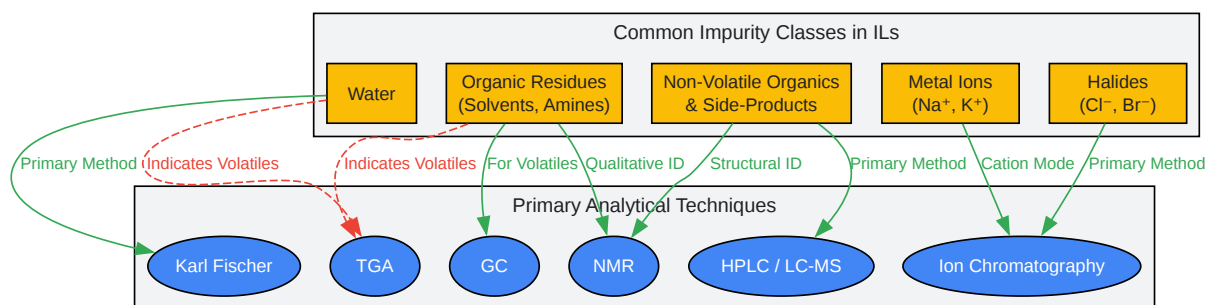 Common Impurity Classes in ILs
Water
Organic Residues
(Solvents, Amines)
Non-Volatile Organics
& Side-Products
Metal Ions
(Na⁺, K⁺)
Halides
(Cl⁻, Br⁻)
Primary Method
Indicates Volatiles
Indicates Volatiles
For Volatiles
Qualitative ID
Structural ID
Primary Method
Cation Mode
Primary Method
Primary Analytical Techniques
Karl Fischer
TGA
GC
NMR
HPLC / LC-MS
Ion Chromatography